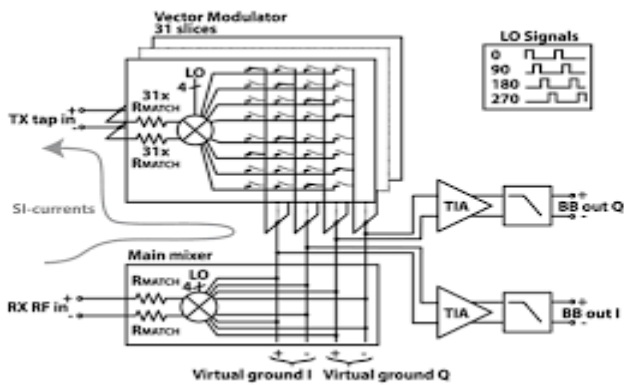 Vector Modulator
31 slices
LO Signals
0
90
180
270
LO
4
31x
RMATCH
TX tap in
+
-
31x
RMATCH
SI-currents
TIA
+
-
BB out Q
Main mixer
LO
4
RMATCH
RX RF in
+
-
RMATCH
TIA
+
-
BB out I
+ - + -
Virtual ground I Virtual ground Q